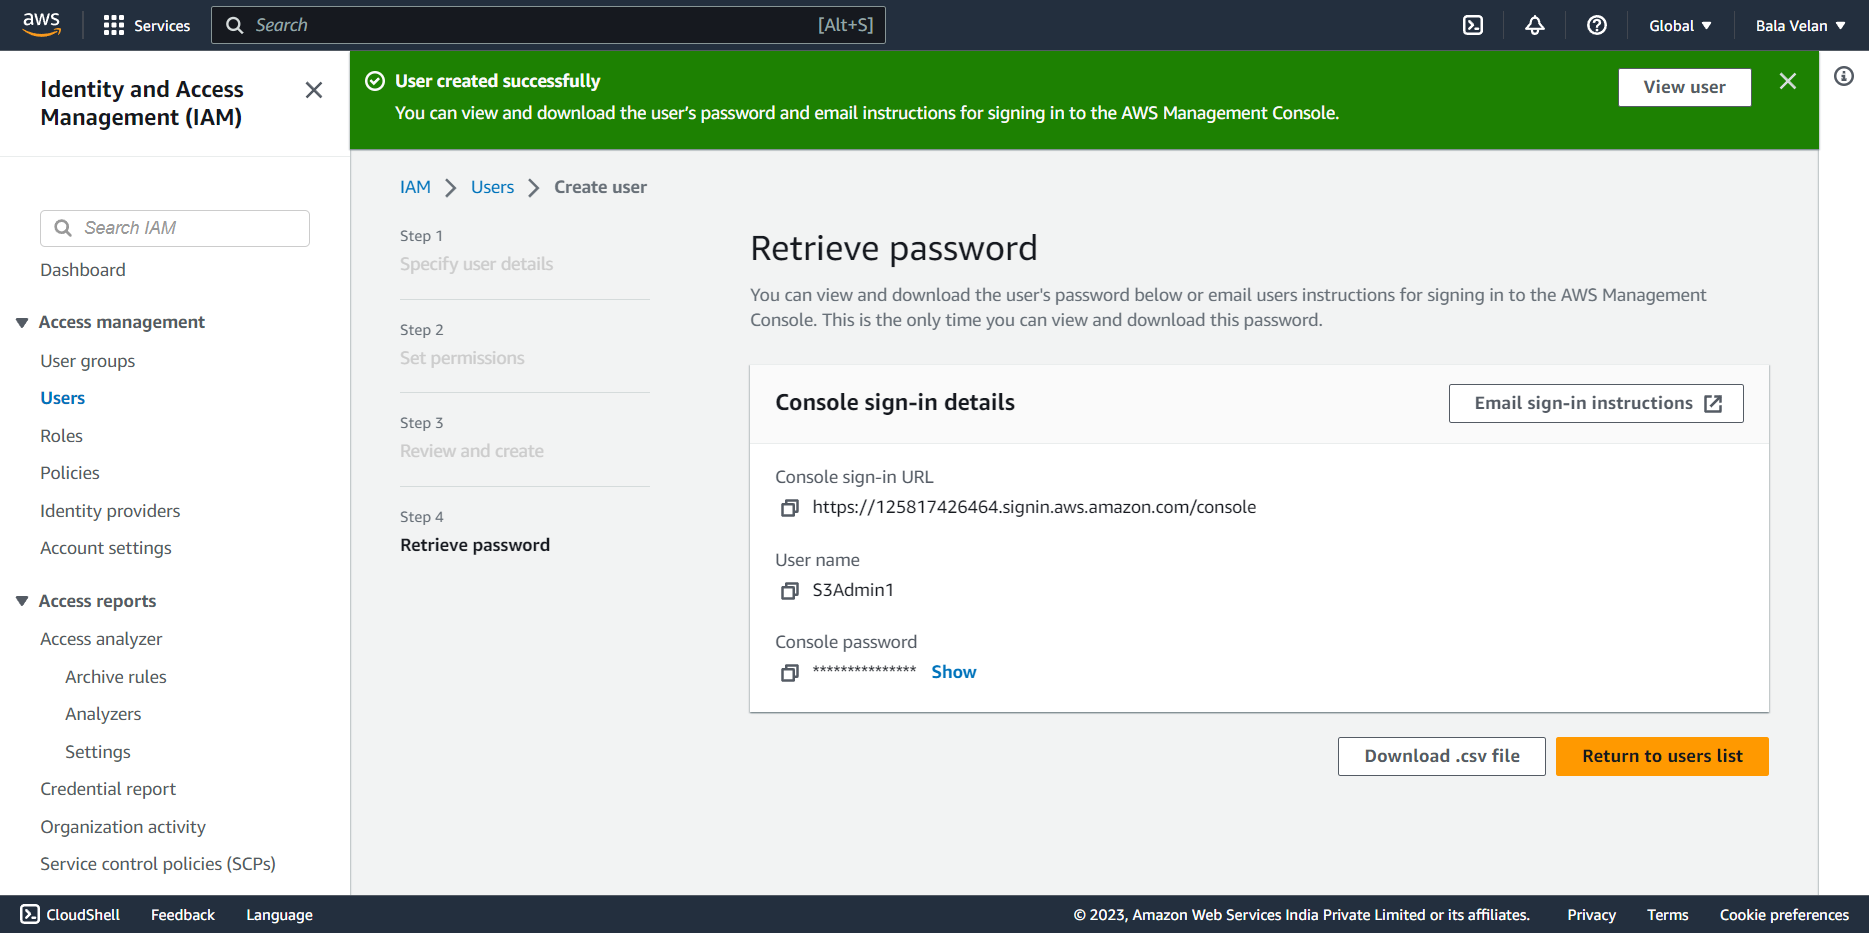 aws
Services
Search
[Alt+S]
Global
Bala Velan
Identity and Access
Management (IAM)
Search IAM
Dashboard
Access management
User groups
Users
Roles
Policies
Identity providers
Account settings
Access reports
Access analyzer
Archive rules
Analyzers
Settings
Credential report
Organization activity
Service control policies (SCPs)
User created successfully
You can view and download the user's password and email instructions for signing in to the AWS Management Console.
View user
IAM
Users
Create user
Step 1
Specify user details
Step 2
Set permissions
Step 3
Review and create
Step 4
Retrieve password
Retrieve password
You can view and download the user's password below or email users instructions for signing in to the AWS Management
Console. This is the only time you can view and download this password.
Console sign-in details
Email sign-in instructions
Console sign-in URL
https://125817426464.signin.aws.amazon.com/console
User name
S3Admin1
Console password
*************** Show
Download .csv file
Return to users list
CloudShell
Feedback
Language
© 2023, Amazon Web Services India Private Limited or its affiliates.
Privacy
Terms
Cookie preferences